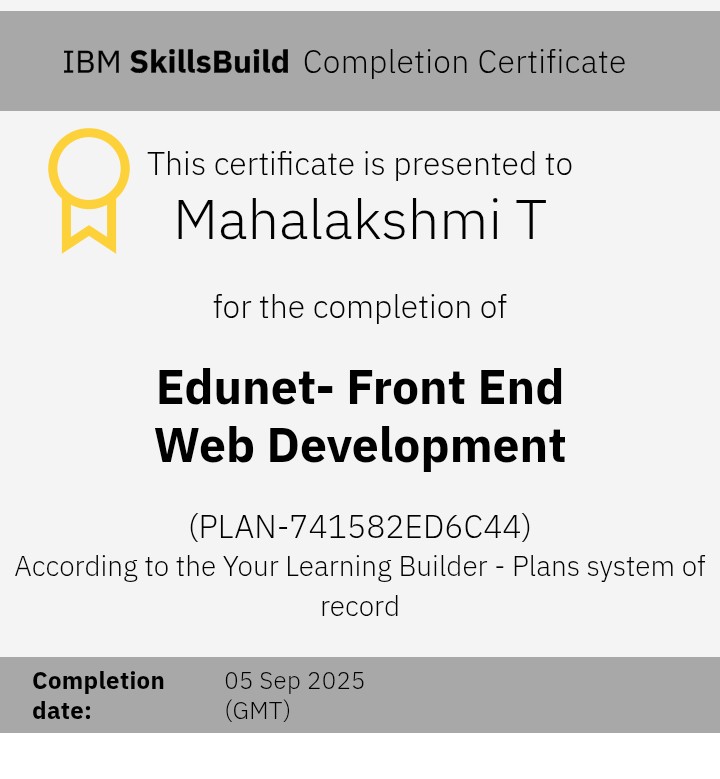 IBM SkillsBuild Completion Certificate
This certificate is presented to
Mahalakshmi T
for the completion of
Edunet- Front End
Web Development
(PLAN-741582ED6C44)
According to the Your Learning Builder - Plans system of
record
Completion date: 05 Sep 2025 (GMT)